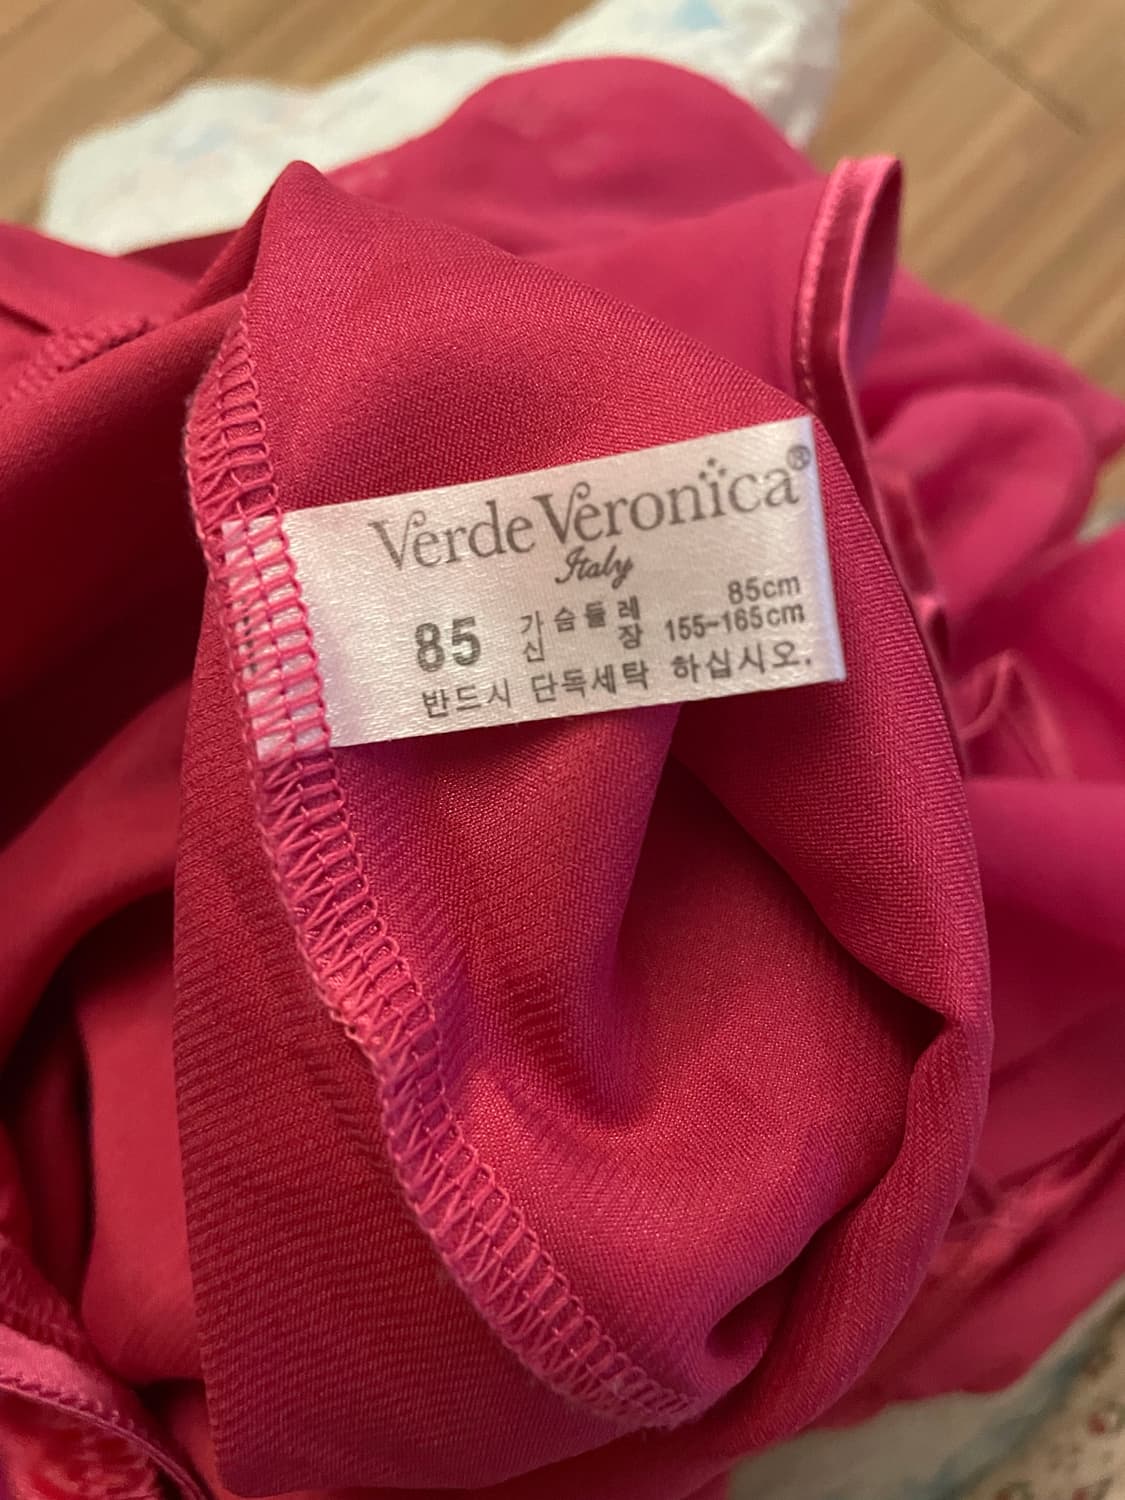 Verde Veronica®
Italy
85 가슴둘레 85cm
신 장 155-165cm
반드시 단독세탁 하십시오.